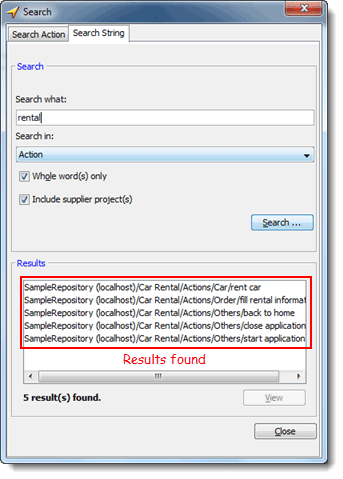 Search
Search Action Search String
Search
Search what:
rental
Search in:
Action
Whole word(s) only
Include supplier project(s)
Search ...
Results
SampleRepository (localhost)/Car Rental/Actions/Car/rent car
SampleRepository (localhost)/Car Rental/Actions/Order/fill rental informat
SampleRepository (localhost)/Car Rental/Actions/Others/back to home
SampleRepository (localhost)/Car Rental/Actions/Others/close application
SampleRepository (localhost)/Car Rental/Actions/Others/start application
Results found
5 result(s) found.
View
Close